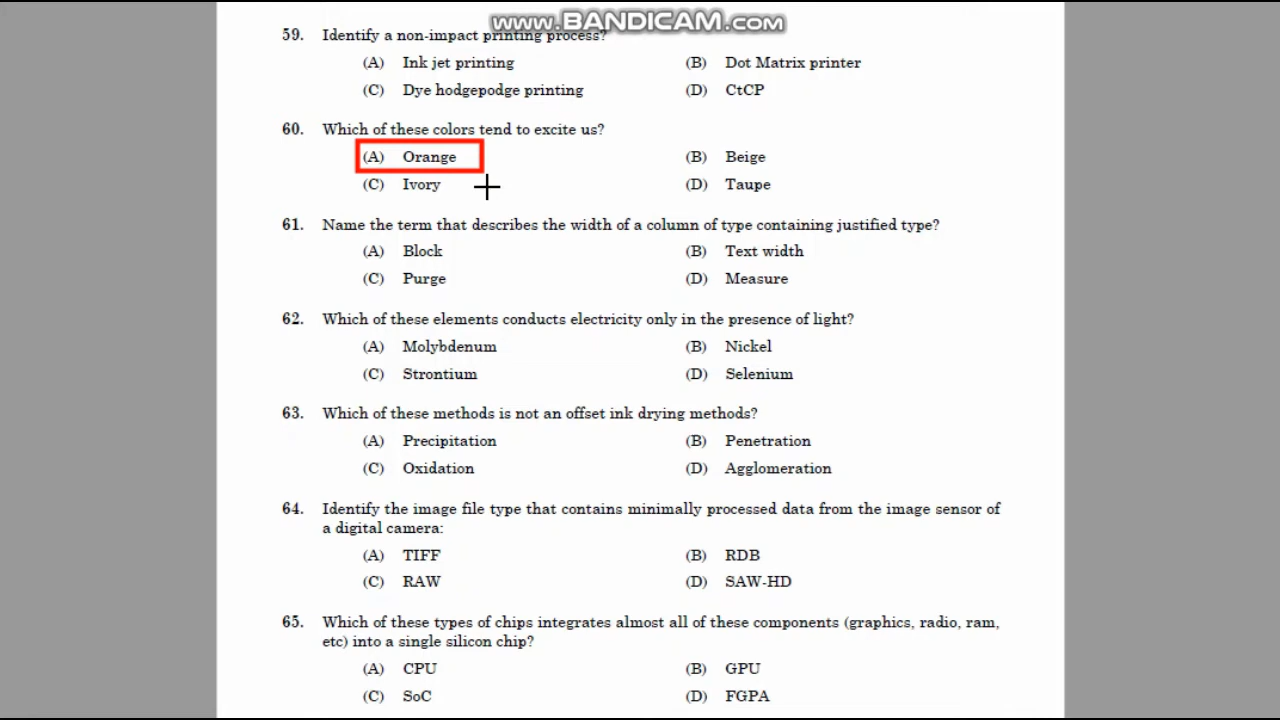 www.BANDICAM.com
59. Identify a non-impact printing process?
(A) Ink jet printing (B) Dot Matrix printer
(C) Dye hodgepodge printing (D) CtCP
60. Which of these colors tend to excite us?
(A) Orange (B) Beige
(C) Ivory (D) Taupe
61. Name the term that describes the width of a column of type containing justified type?
(A) Block (B) Text width
(C) Purge (D) Measure
62. Which of these elements conducts electricity only in the presence of light?
(A) Molybdenum (B) Nickel
(C) Strontium (D) Selenium
63. Which of these methods is not an offset ink drying methods?
(A) Precipitation (B) Penetration
(C) Oxidation (D) Agglomeration
64. Identify the image file type that contains minimally processed data from the image sensor of
a digital camera:
(A) TIFF (B) RDB
(C) RAW (D) SAW-HD
65. Which of these types of chips integrates almost all of these components (graphics, radio, ram,
etc) into a single silicon chip?
(A) CPU (B) GPU
(C) SoC (D) FGPA